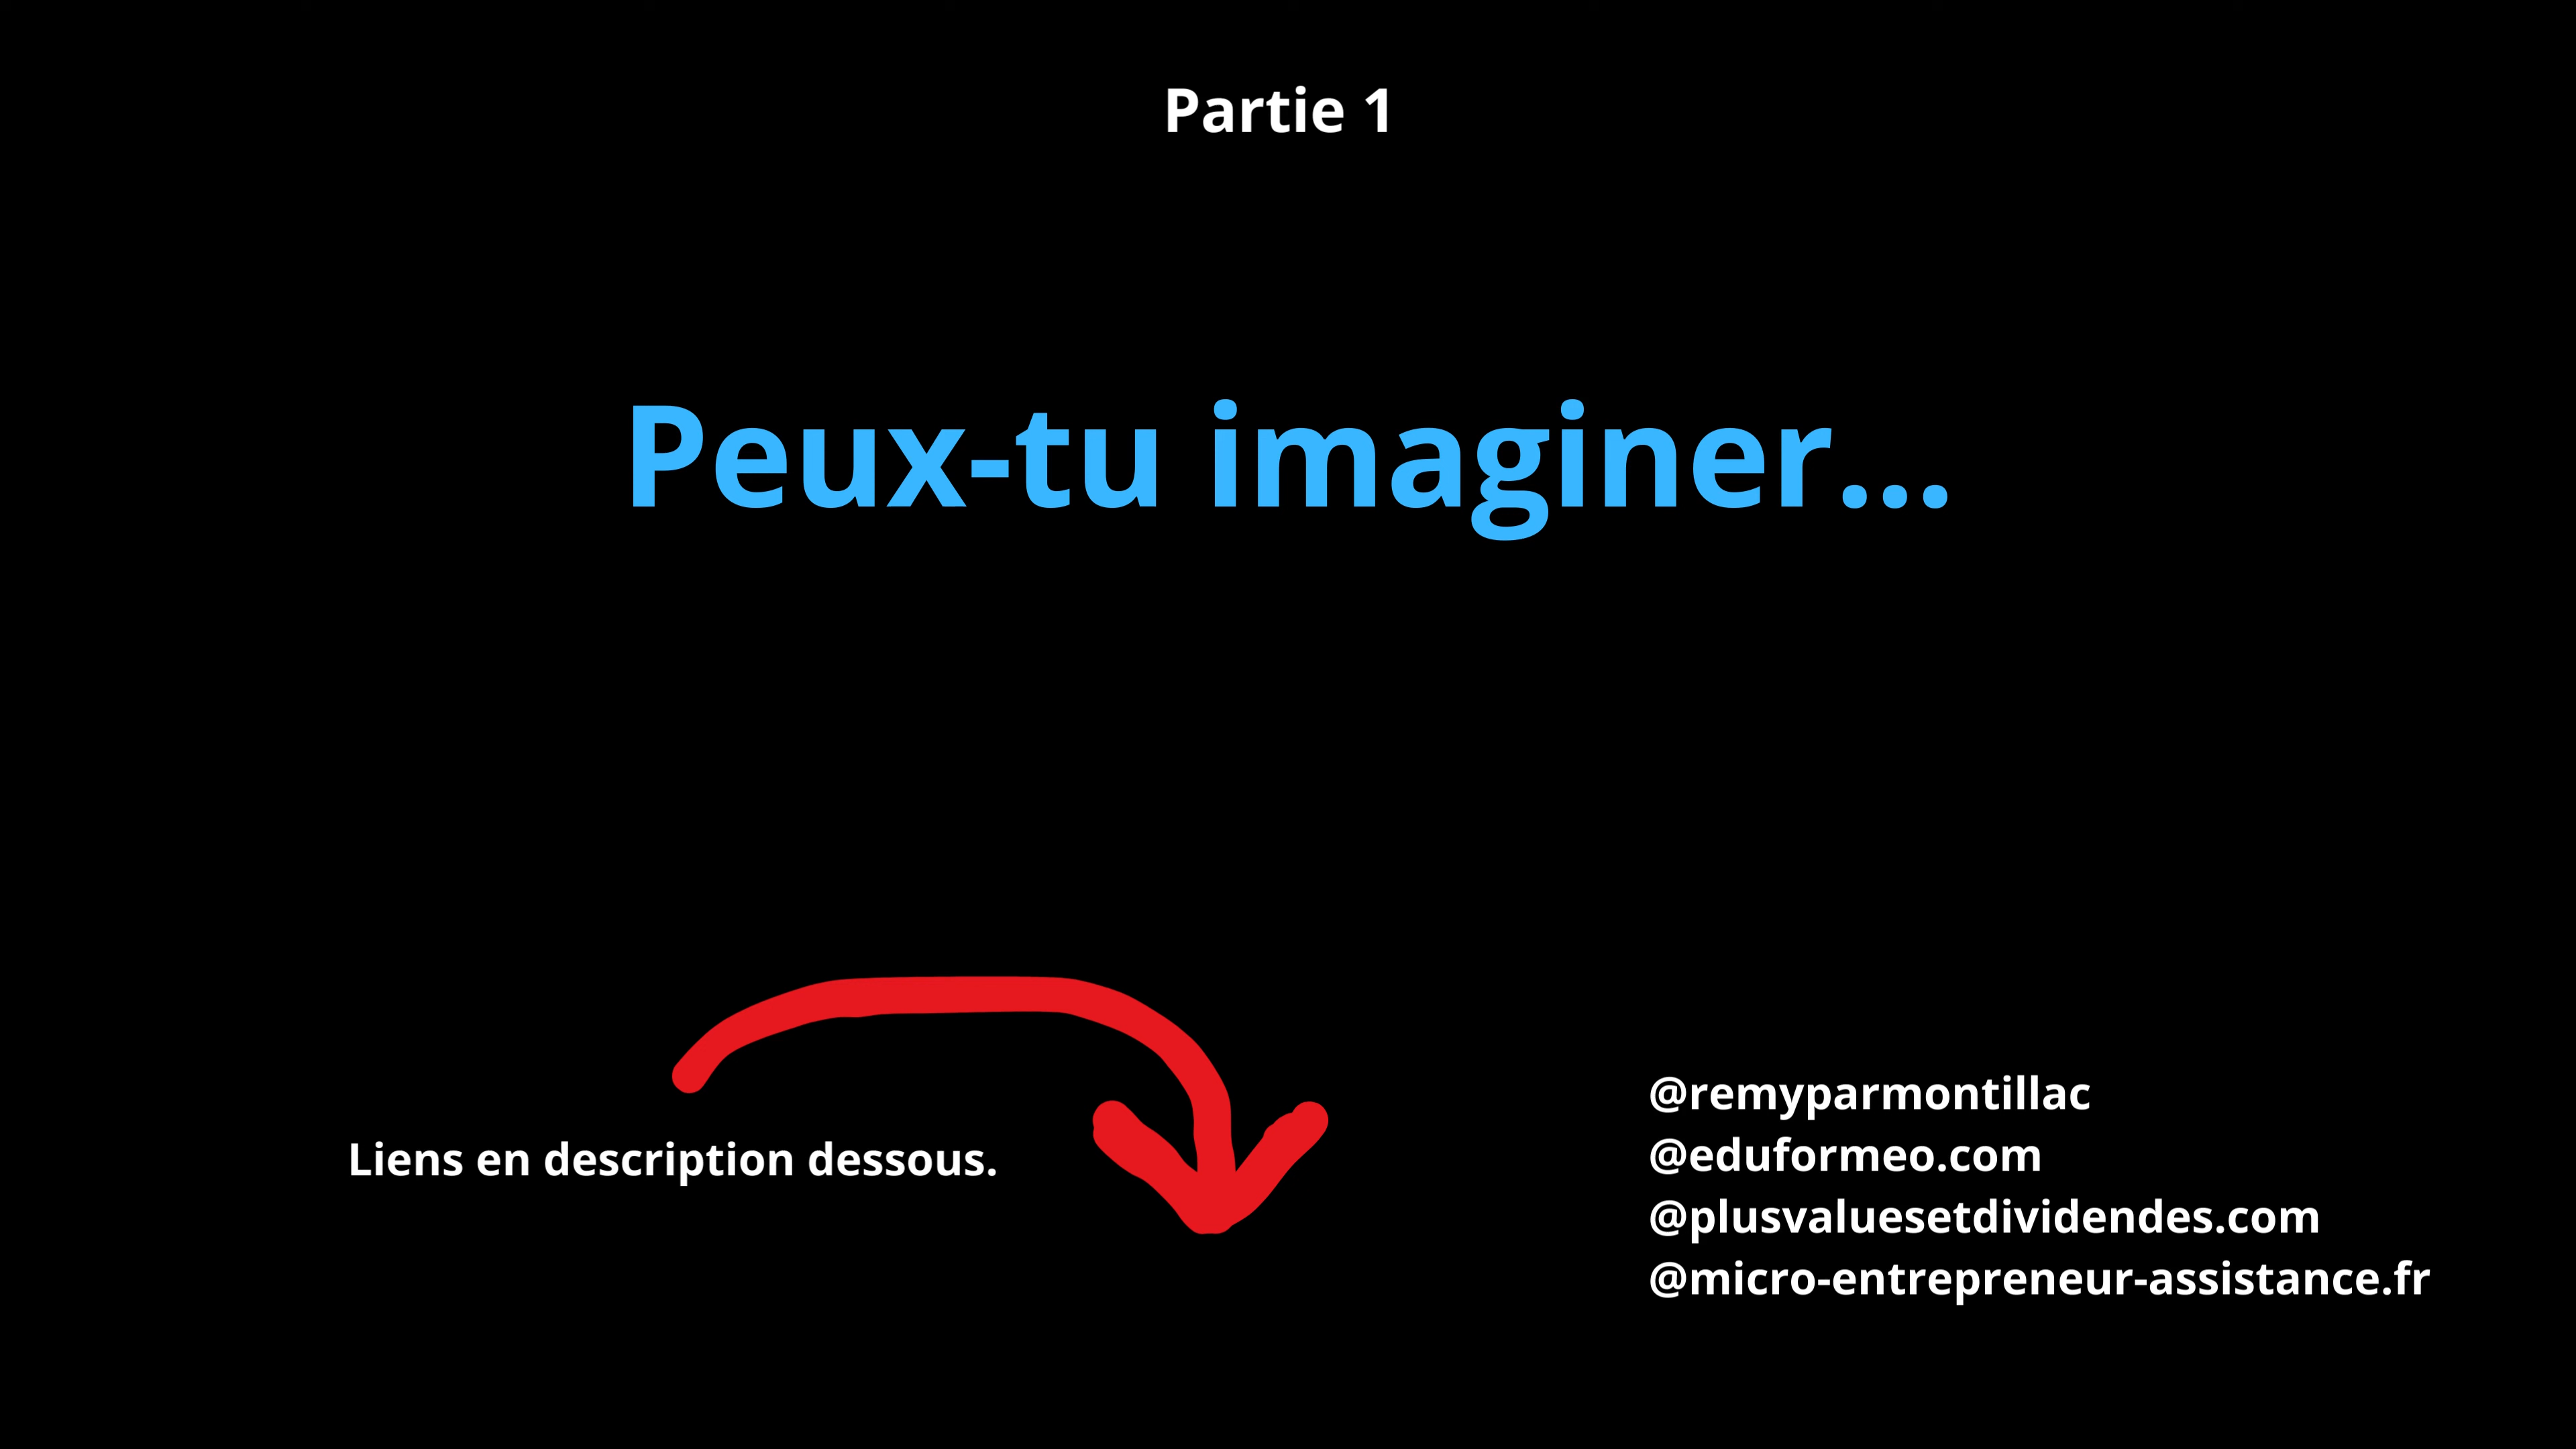 Partie 1
Peux-tu imaginer...
Liens en description dessous.
@remyparmontillac
@eduformeo.com
@plusvaluesetdividendes.com
@micro-entrepreneur-assistance.fr